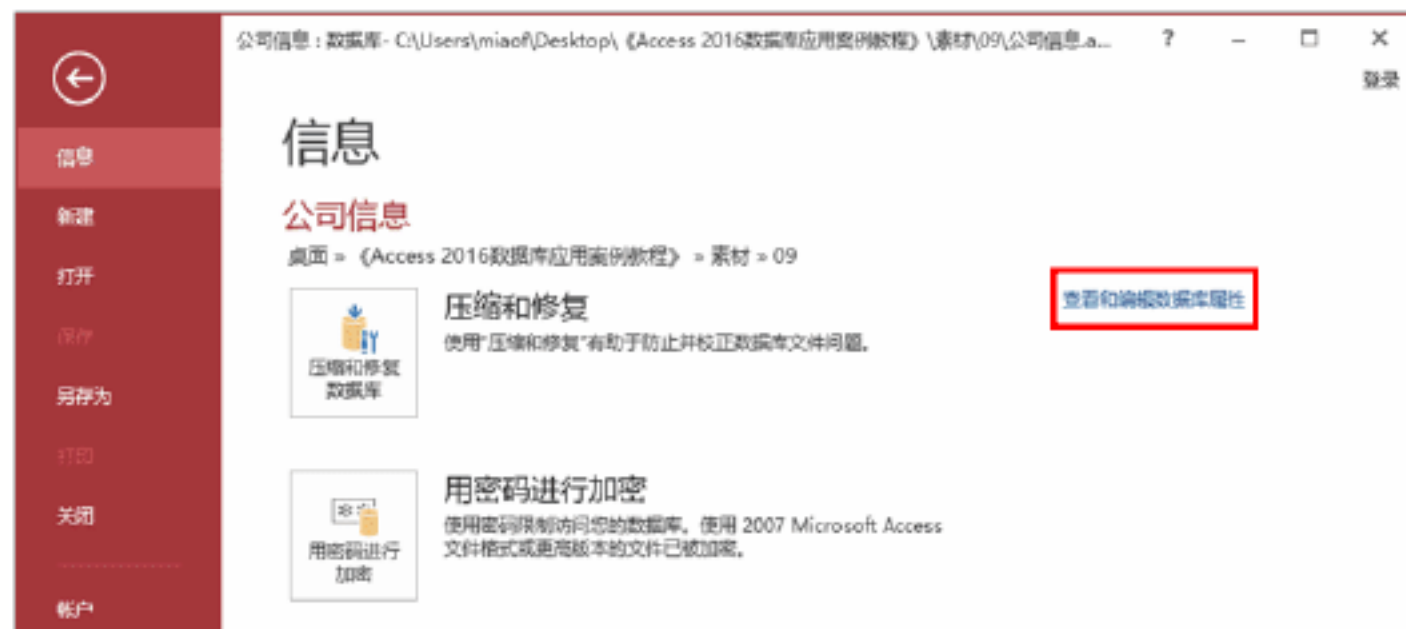 公司信息 : 数据库- C:\Users\miaof\Desktop\《Access 2016数据库应用案例教程》\素材\09\公司信息.a...
?
登录
信息
新建
打开
保存
另存为
打印
关闭
帐户
信息
公司信息
桌面 » 《Access 2016数据库应用案例教程》 » 素材 » 09
压缩和修复
数据库
压缩和修复
使用“压缩和修复”有助于防止并校正数据库文件问题。
查看和编辑数据库属性
用密码进行
加密
用密码进行加密
使用密码限制访问您的数据库。使用 2007 Microsoft Access
文件格式或更高版本的文件已被加密。